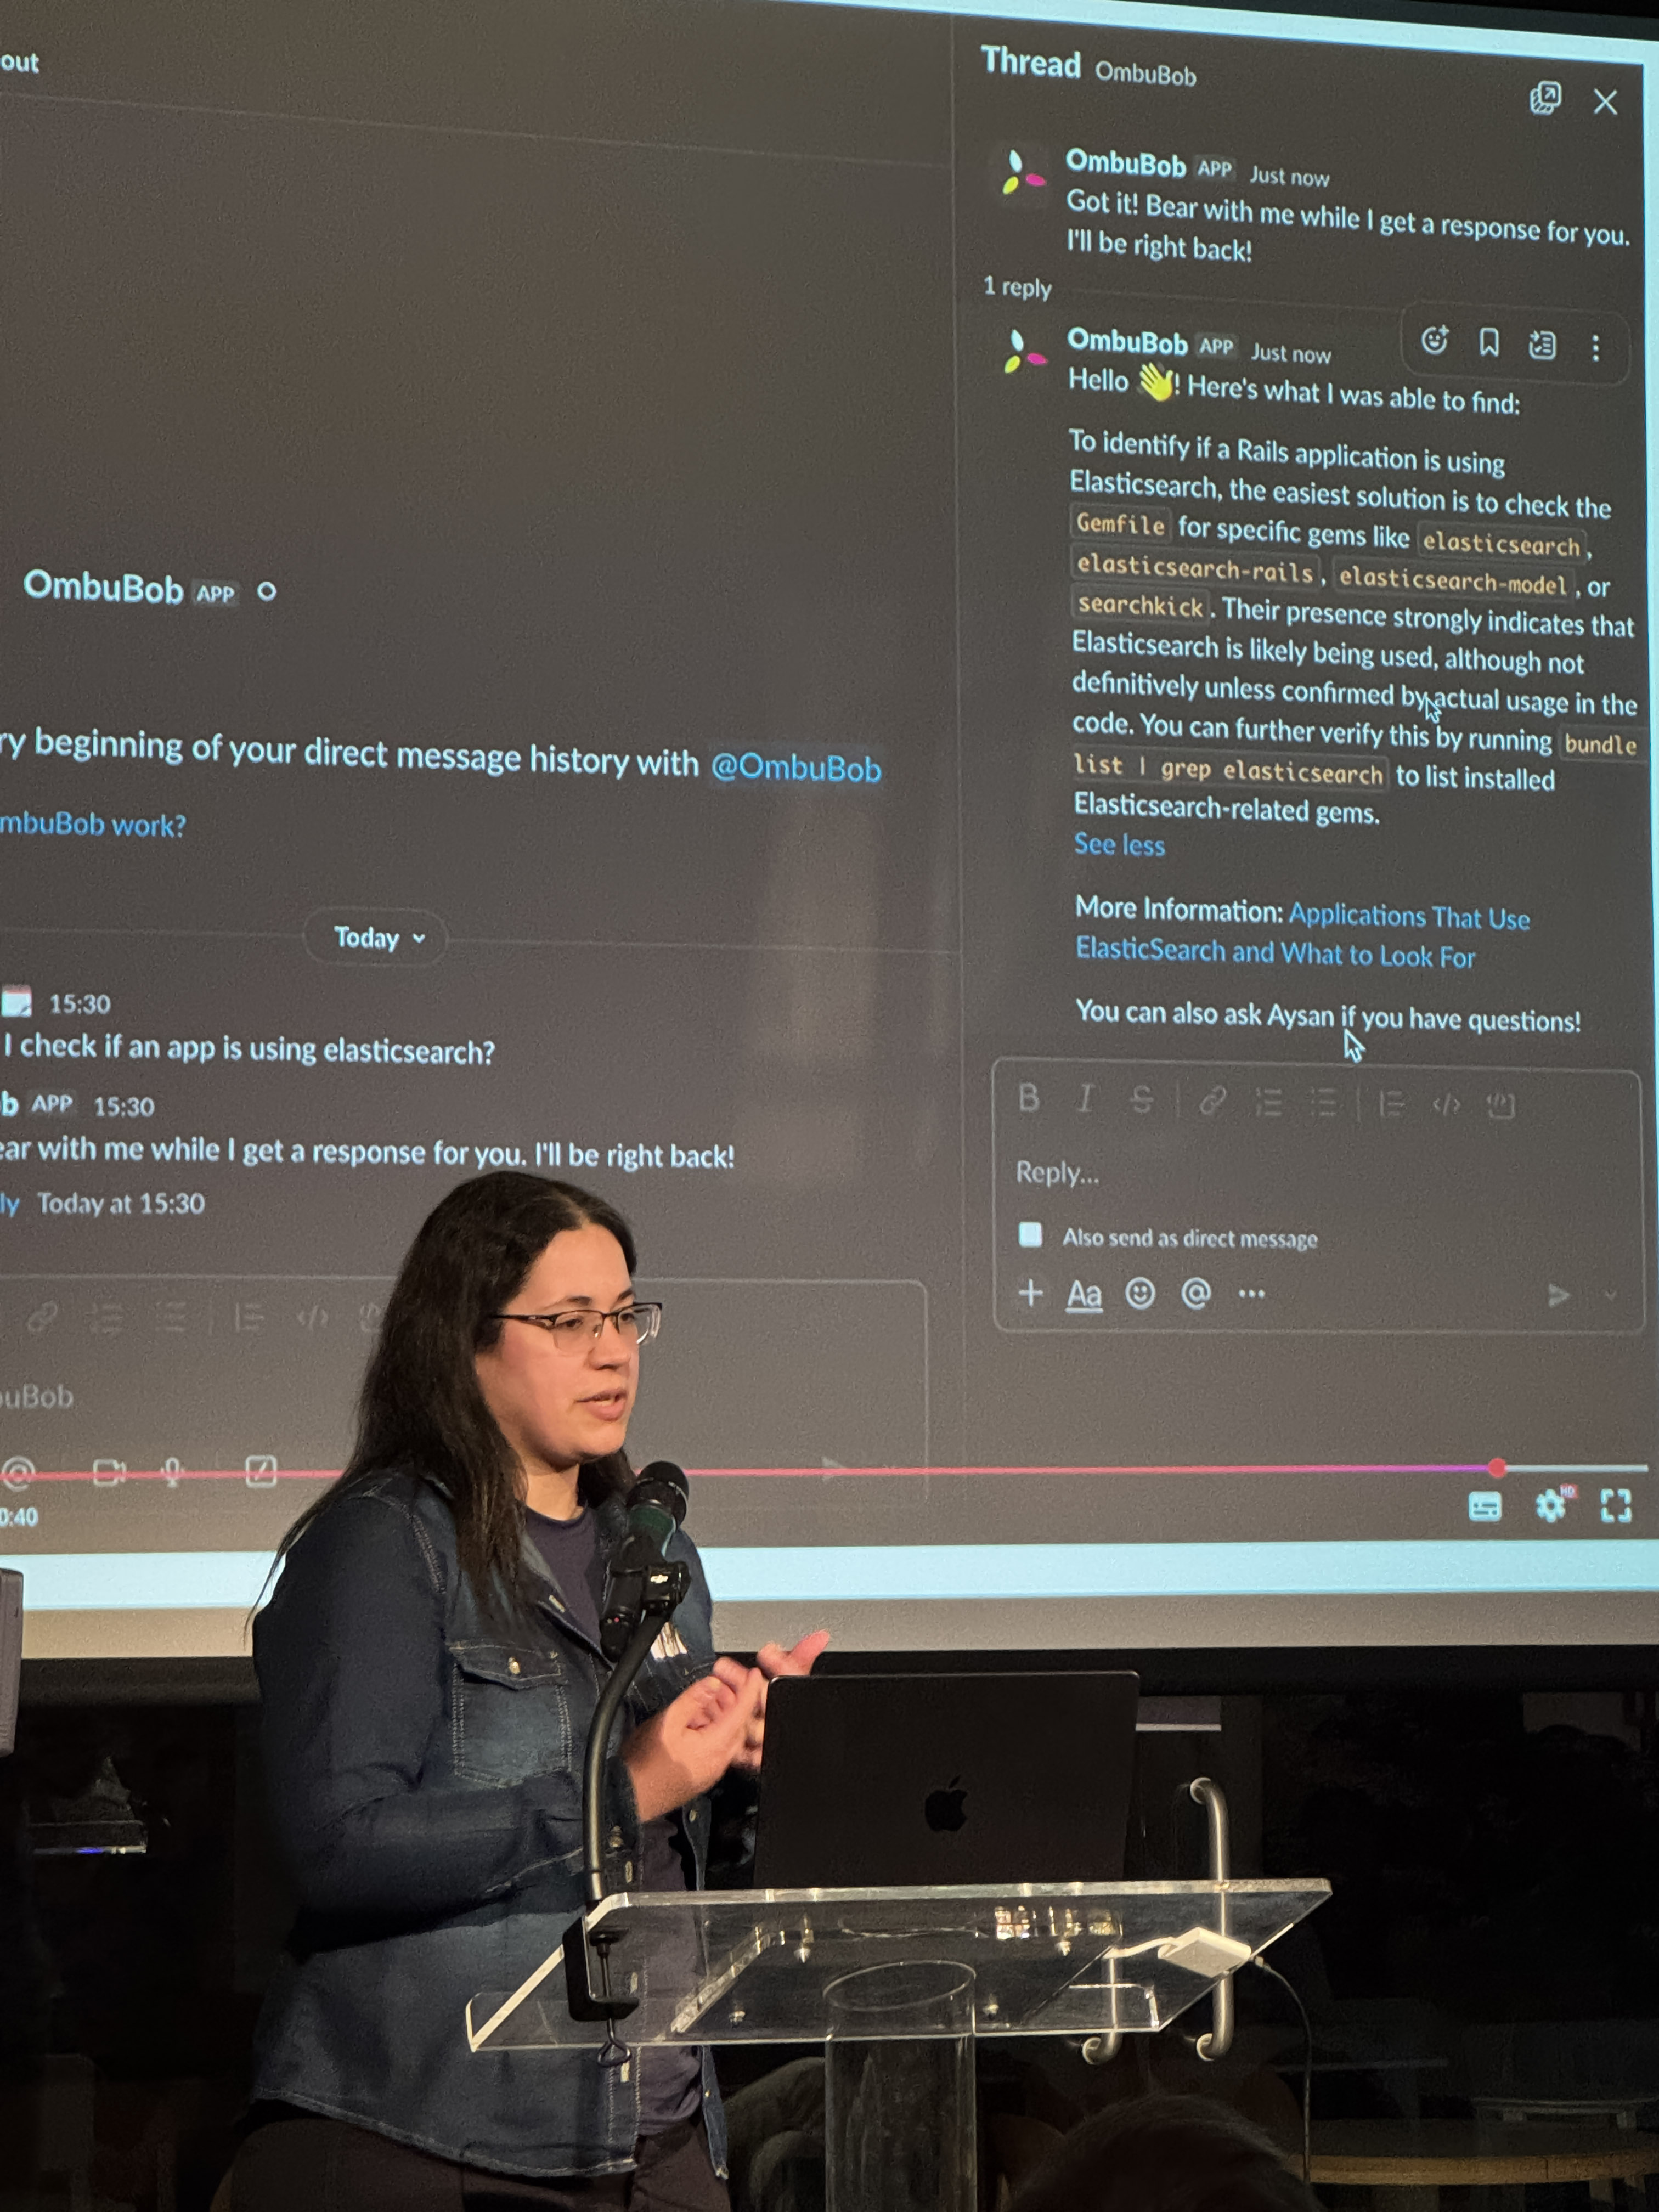 out
OmbuBob APP
ry beginning of your direct message history with @OmbuBob
mbuBob work?
Today
15:30
I check if an app is using elasticsearch?
b APP 15:30
ear with me while I get a response for you. I'll be right back!
ly Today at 15:30
uBob
0:40
Thread OmbuBob
OmbuBob APP Just now
Got it! Bear with me while I get a response for you.
I'll be right back!
1 reply
OmbuBob APP Just now
Hello 👋! Here's what I was able to find:
To identify if a Rails application is using
Elasticsearch, the easiest solution is to check the
Gemfile for specific gems like elasticsearch,
elasticsearch-rails, elasticsearch-model, or
searchkick. Their presence strongly indicates that
Elasticsearch is likely being used, although not
definitively unless confirmed by actual usage in the
code. You can further verify this by running bundle
list | grep elasticsearch to list installed
Elasticsearch-related gems.
See less
More Information: Applications That Use
ElasticSearch and What to Look For
You can also ask Aysan if you have questions!
B I S
Reply...
Also send as direct message
Aa
HD